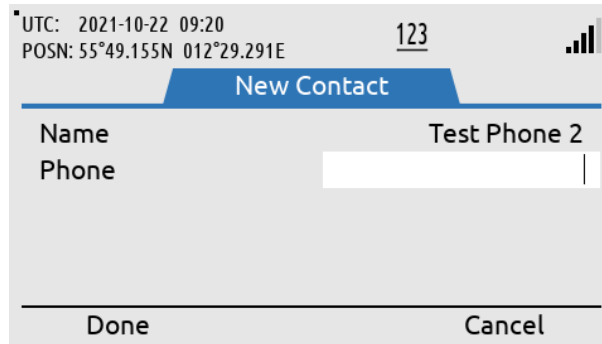 UTC: 2021-10-22 09:20
POSN: 55°49.155N 012°29.291E
123
New Contact
Name Test Phone 2
Phone
Done Cancel